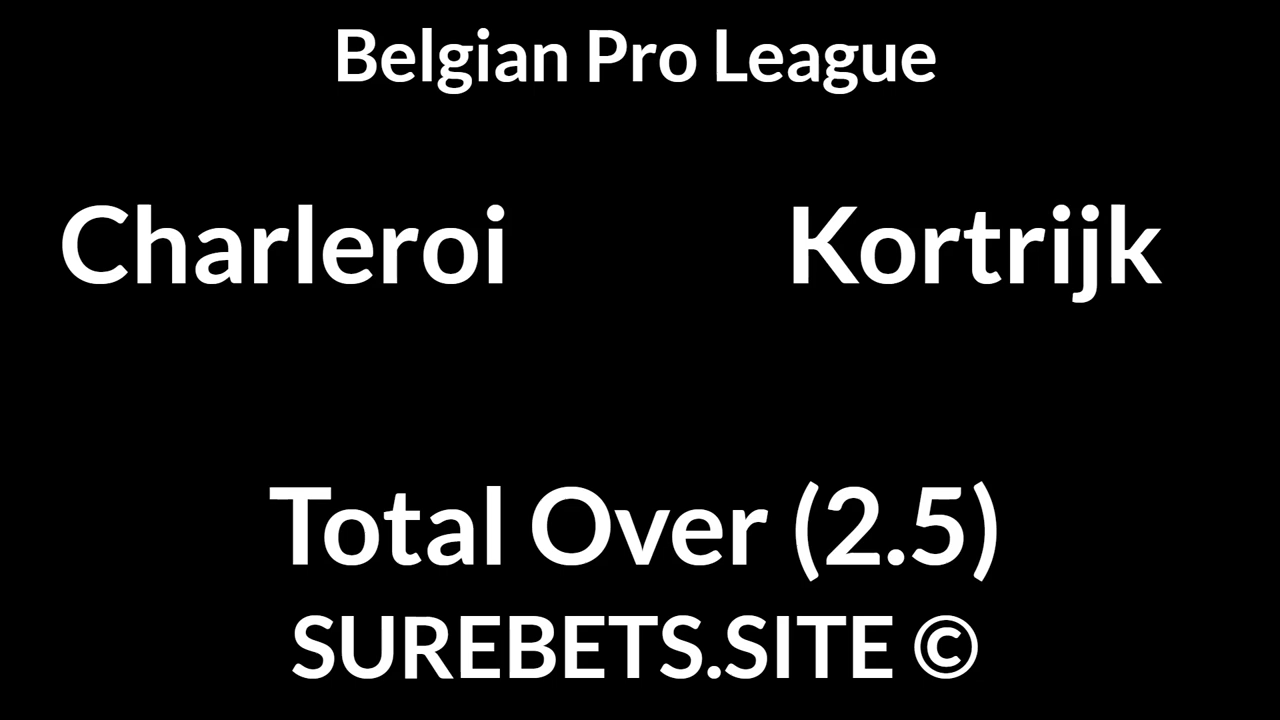 Belgian Pro League
Charleroi Kortrijk
Total Over (2.5)
SUREBETS.SITE ©